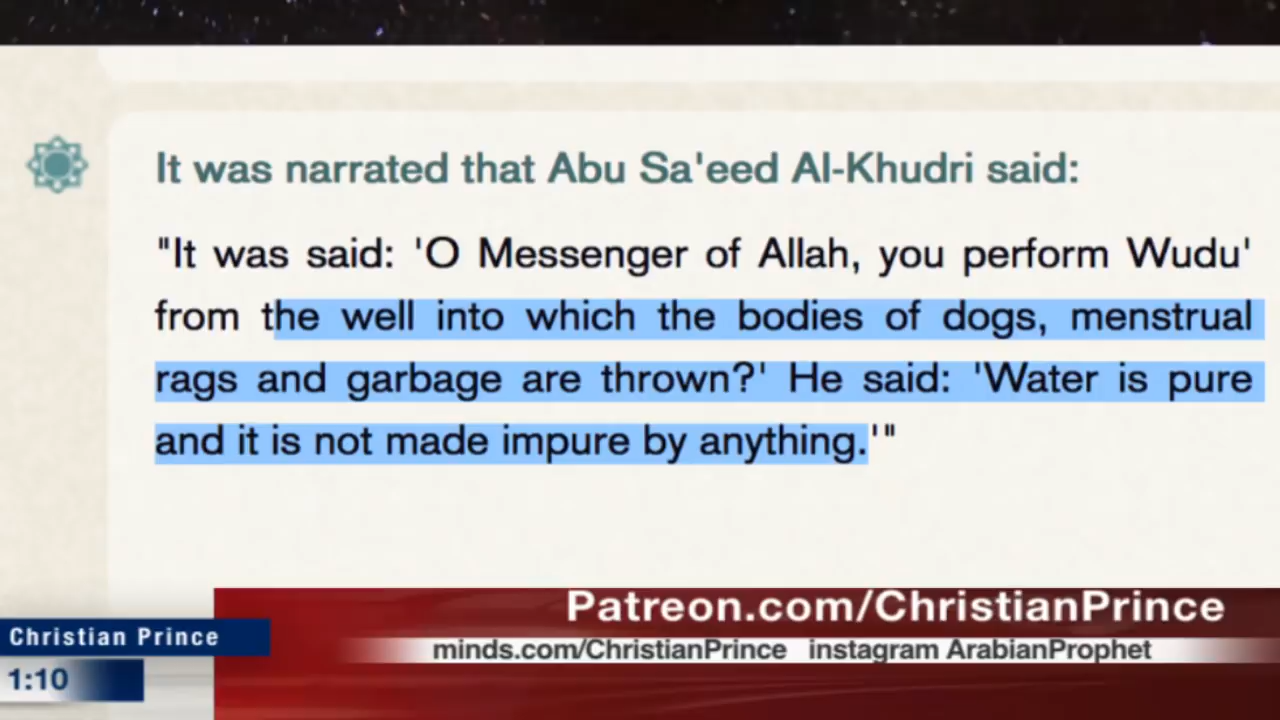 It was narrated that Abu Sa'eed Al-Khudri said:
"It was said: 'O Messenger of Allah, you perform Wudu'
from the well into which the bodies of dogs, menstrual
rags and garbage are thrown?' He said: 'Water is pure
and it is not made impure by anything.'"
Patreon.com/ChristianPrince
Christian Prince
minds.com/ChristianPrince instagram ArabianProphet
1:10